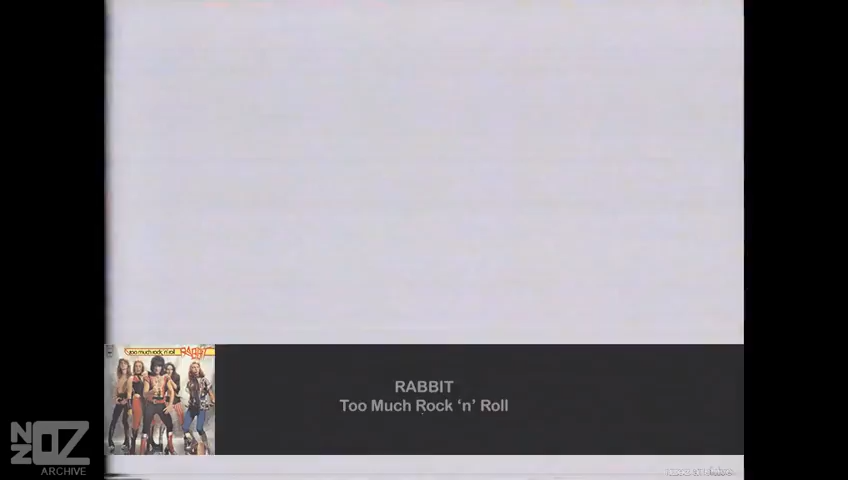 too much rock 'n' roll RABBIT
RABBIT
Too Much Rock ‘n’ Roll
NZOZ
ARCHIVE